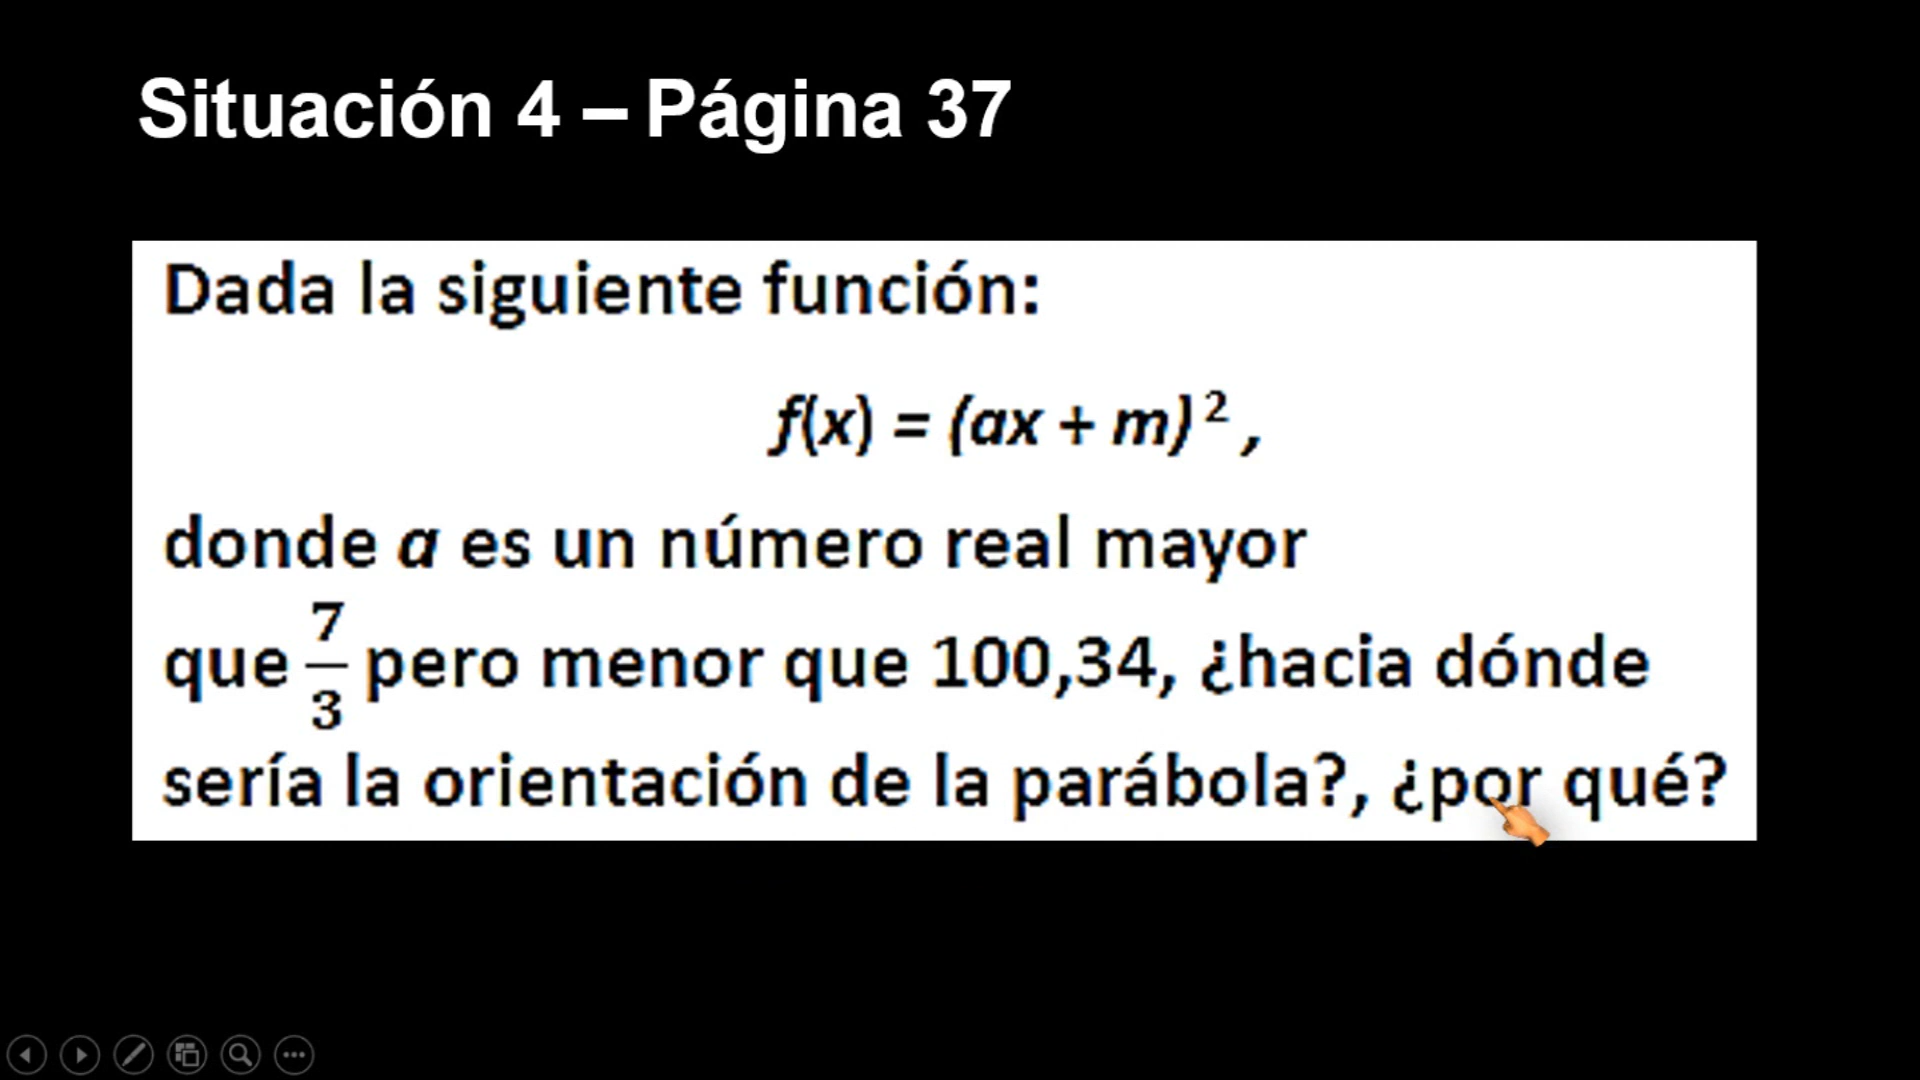 Situación 4 – Página 37
Dada la siguiente función:
f(x) = (ax + m)² ,
donde a es un número real mayor
que 7/3 pero menor que 100,34, ¿hacia dónde
sería la orientación de la parábola?, ¿por qué?